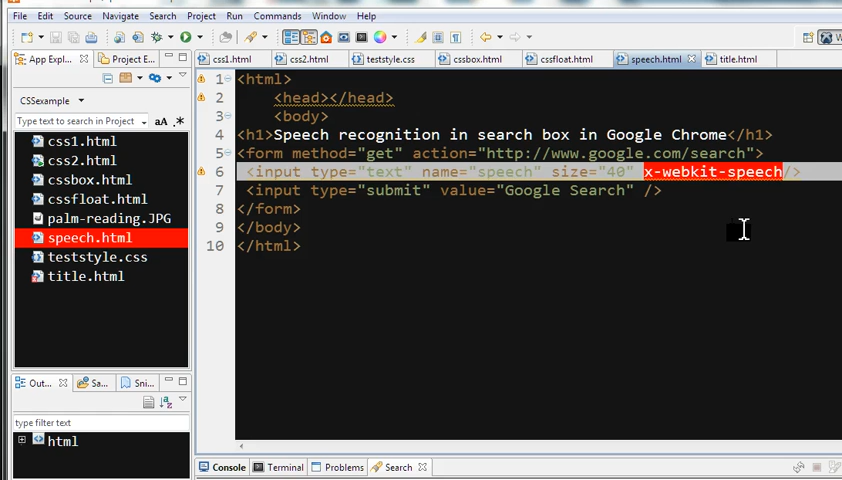 File Edit Source Navigate Search Project Run Commands Window Help
App Expl... Project E...
css1.html css2.html teststyle.css cssbox.html cssfloat.html speech.html title.html
CSSexample
Type text to search in project aA .*
css1.html
css2.html
cssbox.html
cssfloat.html
palm-reading.JPG
speech.html
teststyle.css
title.html
1 <html>
2 <head></head>
3 <body>
4 <h1>Speech recognition in search box in Google Chrome</h1>
5 <form method="get" action="http://www.google.com/search">
6 <input type="text" name="speech" size="40" x-webkit-speech/>
7 <input type="submit" value="Google Search" />
8 </form>
9 </body>
10 </html>
Out... Sa... Sni...
type filter text
html
Console Terminal Problems Search